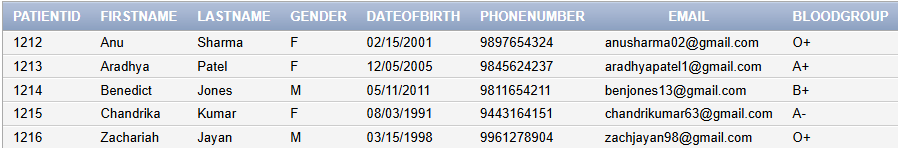 PATIENTID FIRSTNAME LASTNAME GENDER DATEOFBIRTH PHONENUMBER EMAIL BLOODGROUP
1212 Anu Sharma F 02/15/2001 9897654324 anusharma02@gmail.com O+
1213 Aradhya Patel F 12/05/2005 9845624237 aradhyapatel1@gmail.com A+
1214 Benedict Jones M 05/11/2011 9811654211 benjones13@gmail.com B+
1215 Chandrika Kumar F 08/03/1991 9443164151 chandrikumar63@gmail.com A-
1216 Zachariah Jayan M 03/15/1998 9961278904 zachjayan98@gmail.com O+